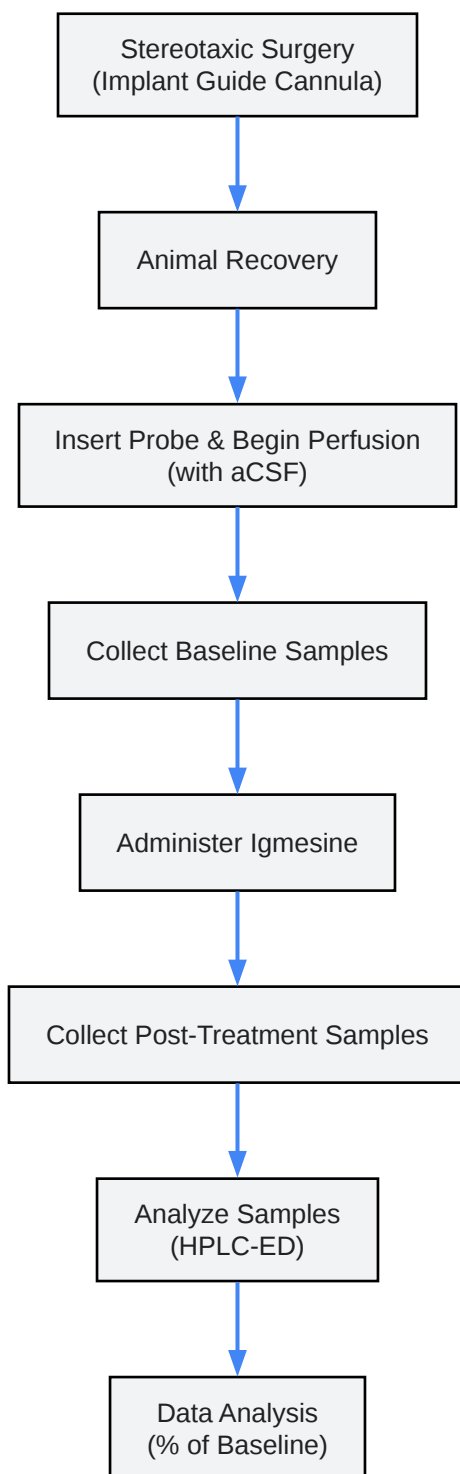 Stereotaxic Surgery
(Implant Guide Cannula)
Animal Recovery
Insert Probe & Begin Perfusion
(with aCSF)
Collect Baseline Samples
Administer Igmesine
Collect Post-Treatment Samples
Analyze Samples
(HPLC-ED)
Data Analysis
(% of Baseline)